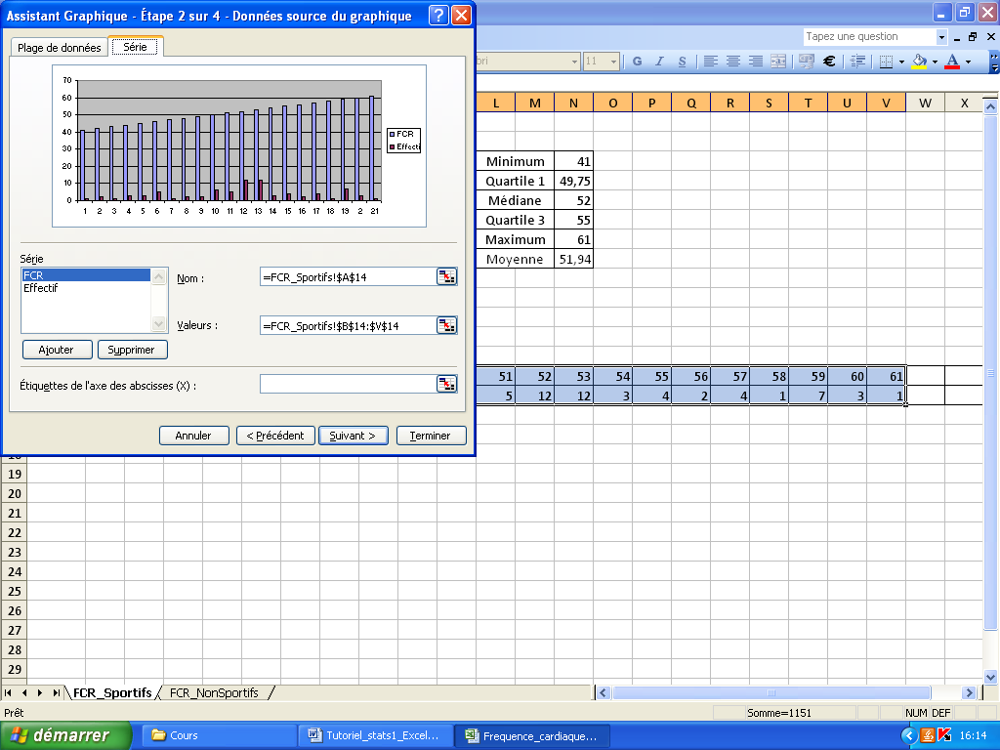 Assistant Graphique - Étape 2 sur 4 - Données source du graphique
Tapez une question
Plage de données
Série
11
G I S
€
A
70
60
50
40
30
20
10
0
1 2 3 4 5 6 7 8 9 10 11 12 13 14 15 16 17 18 19 2 21
FCR
Effecti
L M N O P Q R S T U V W X
Minimum 41
Quartile 1 49,75
Médiane 52
Quartile 3 55
Maximum 61
Moyenne 51,94
Série
FCR
Effectif
Nom :
=FCR_Sportifs!$A$14
Valeurs :
=FCR_Sportifs!$B$14:$V$14
Ajouter
Supprimer
Étiquettes de l'axe des abscisses (X) :
51 52 53 54 55 56 57 58 59 60 61
5 12 12 3 4 2 4 1 7 3 1
Annuler
< Précédent
Suivant >
Terminer
19
20
21
22
23
24
25
26
27
28
29
FCR_Sportifs
FCR_NonSportifs
Prêt
Somme=1151
NUM DEF
démarrer
Cours
Tutoriel_stats1_Excel...
Frequence_cardiaque...
16:14